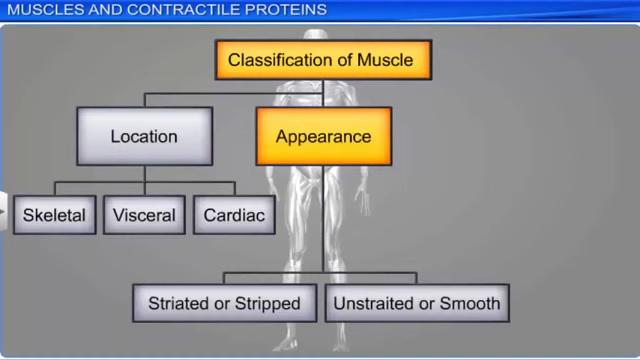 MUSCLES AND CONTRACTILE PROTEINS
Classification of Muscle
Location
Appearance
Skeletal
Visceral
Cardiac
Striated or Stripped
Unstraited or Smooth